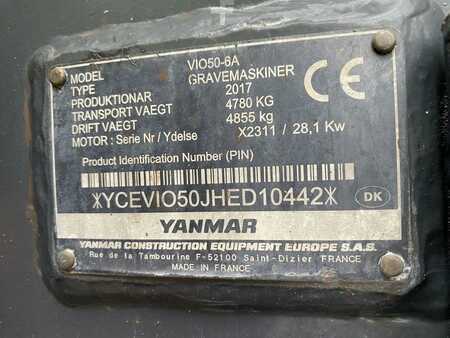 MODEL VIO50-6A
TYPE GRAVEMASKINER
PRODUKTIONAR 2017
TRANSPORT VAEGT 4780 KG
DRIFT VAEGT 4855 kg
MOTOR : Serie Nr / Ydelse X2311 / 28,1 Kw
CE
Product Identification Number (PIN)
*YCEVIO50JHED10442*
DK
YANMAR
YANMAR CONSTRUCTION EQUIPMENT EUROPE S.A.S.
Rue de la Tambourine F-52100 Saint-Dizier FRANCE
MADE IN FRANCE